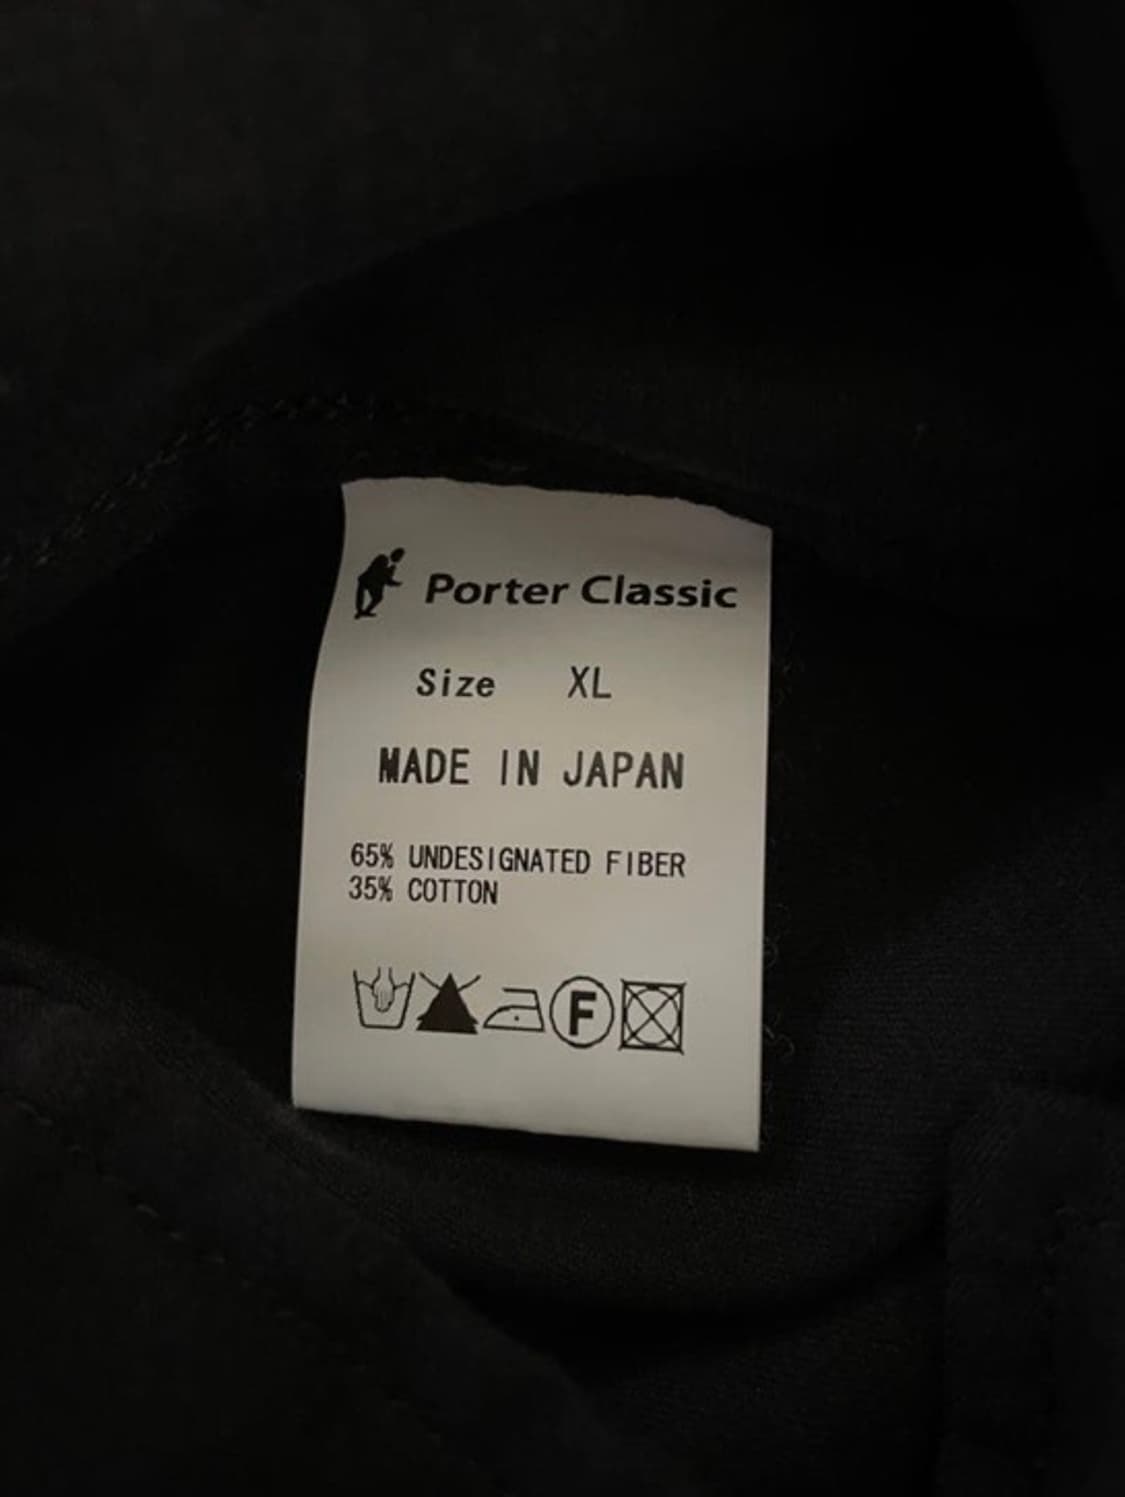 Porter Classic
Size XL
MADE IN JAPAN
65% UNDESIGNATED FIBER
35% COTTON
F